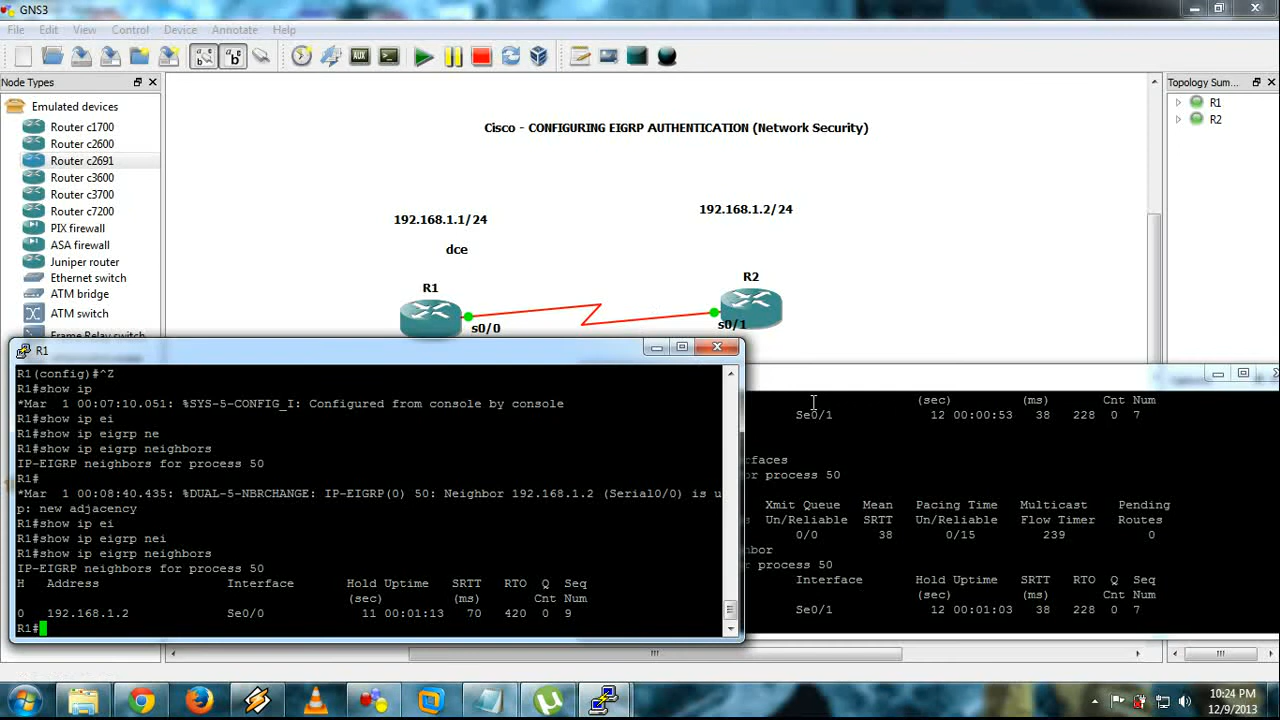 GNS3
File Edit View Control Device Annotate Help
Node Types
Emulated devices
Router c1700
Router c2600
Router c2691
Router c3600
Router c3700
Router c7200
PIX firewall
ASA firewall
Juniper router
Ethernet switch
ATM bridge
ATM switch
Frame Relay switch
Cisco - CONFIGURING EIGRP AUTHENTICATION (Network Security)
192.168.1.1/24
192.168.1.2/24
dce
R1
R2
s0/0
s0/1
Topology Sum...
R1
R2
R1
R1(config)#^Z
R1#show ip
*Mar 1 00:07:10.051: %SYS-5-CONFIG_I: Configured from console by console
R1#show ip ei
R1#show ip eigrp ne
R1#show ip eigrp neighbors
IP-EIGRP neighbors for process 50
R1#
*Mar 1 00:08:40.435: %DUAL-5-NBRCHANGE: IP-EIGRP(0) 50: Neighbor 192.168.1.2 (Serial0/0) is u
p: new adjacency
R1#show ip ei
R1#show ip eigrp nei
R1#show ip eigrp neighbors
IP-EIGRP neighbors for process 50
H Address Interface Hold Uptime SRTT RTO Q Seq
(sec) (ms) Cnt Num
0 192.168.1.2 Se0/0 11 00:01:13 70 420 0 9
R1#
(sec) (ms) Cnt Num
Se0/1 12 00:00:53 38 228 0 7
rfaces
or process 50
Xmit Queue Mean Pacing Time Multicast Pending
Un/Reliable SRTT Un/Reliable Flow Timer Routes
0/0 38 0/15 239 0
hbor
s process 50
Interface Hold Uptime SRTT RTO Q Seq
(sec) (ms) Cnt Num
Se0/1 12 00:01:03 38 228 0 7
10:24 PM
12/9/2013